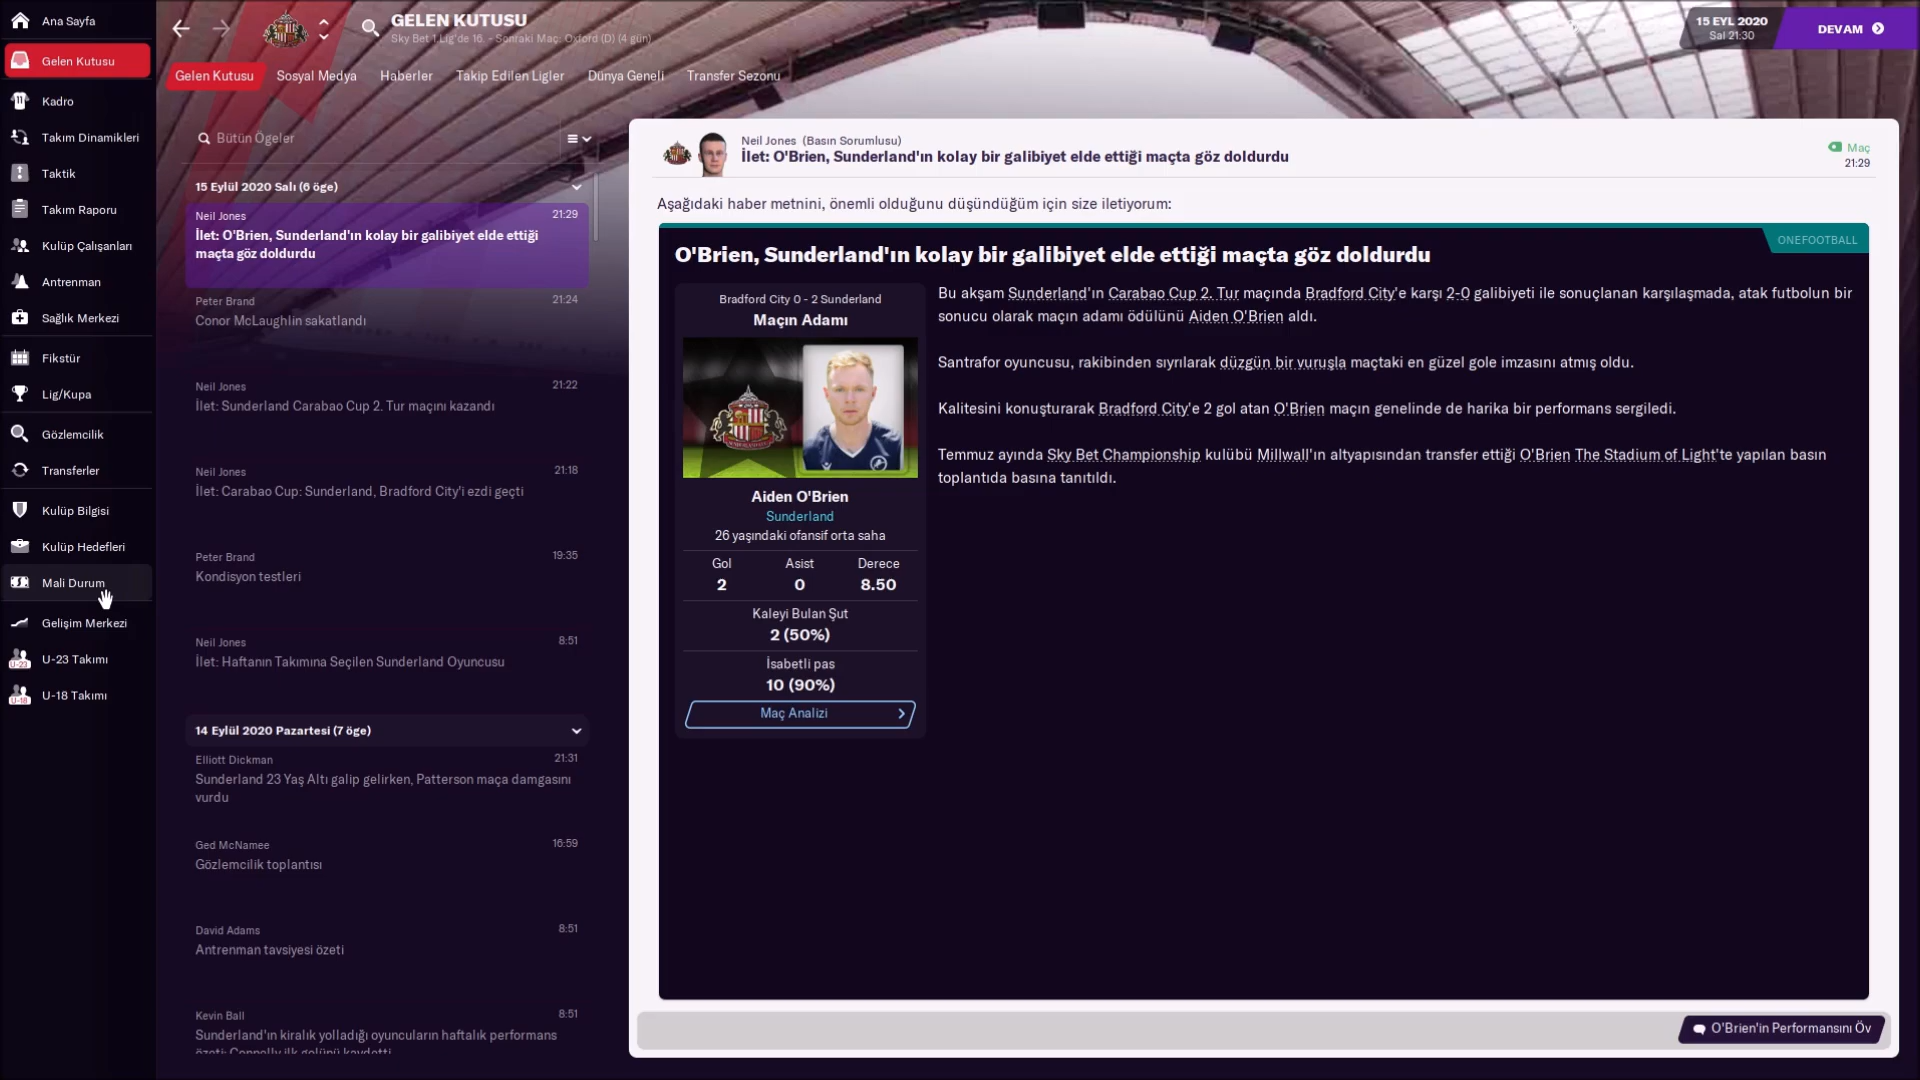 Ana Sayfa
Gelen Kutusu
Kadro
Takım Dinamikleri
Taktik
Takım Raporu
Kulüp Çalışanları
Antrenman
Sağlık Merkezi
Fikstür
Lig/Kupa
Gözlemcilik
Transferler
Kulüp Bilgisi
Kulüp Hedefleri
Mali Durum
Gelişim Merkezi
U-23 Takımı
U-18 Takımı
GELEN KUTUSU
Sky Bet 1.Lig'de 16. - Sonraki Maç: Oxford (D) (4 gün)
15 EYL 2020
Sal 21:30
DEVAM
Gelen Kutusu Sosyal Medya Haberler Takip Edilen Ligler Dünya Geneli Transfer Sezonu
Bütün Ögeler
15 Eylül 2020 Salı (6 öge)
Neil Jones 21:29
İlet: O'Brien, Sunderland'ın kolay bir galibiyet elde ettiği
maçta göz doldurdu
Peter Brand 21:24
Conor McLaughlin sakatlandı
Neil Jones 21:22
İlet: Sunderland Carabao Cup 2. Tur maçını kazandı
Neil Jones 21:18
İlet: Carabao Cup: Sunderland, Bradford City'i ezdi geçti
Peter Brand 19:35
Kondisyon testleri
Neil Jones 8:51
İlet: Haftanın Takımına Seçilen Sunderland Oyuncusu
14 Eylül 2020 Pazartesi (7 öge)
Elliott Dickman 21:31
Sunderland 23 Yaş Altı galip gelirken, Patterson maça damgasını
vurdu
Ged McNamee 16:59
Gözlemcilik toplantısı
David Adams 8:51
Antrenman tavsiyesi özeti
Kevin Ball 8:51
Sunderland'ın kiralık yolladığı oyuncuların haftalık performans
özeti: Connelly ilk golünü kaydetti
Neil Jones (Basın Sorumlusu)
İlet: O'Brien, Sunderland'ın kolay bir galibiyet elde ettiği maçta göz doldurdu
Maç
21:29
Aşağıdaki haber metnini, önemli olduğunu düşündüğüm için size iletiyorum:
ONEFOOTBALL
O'Brien, Sunderland'ın kolay bir galibiyet elde ettiği maçta göz doldurdu
Bradford City 0 - 2 Sunderland
Maçın Adamı
Aiden O'Brien
Sunderland
26 yaşındaki ofansif orta saha
Gol Asist Derece
2 0 8.50
Kaleyi Bulan Şut
2 (50%)
İsabetli pas
10 (90%)
Maç Analizi
Bu akşam Sunderland'ın Carabao Cup 2. Tur maçında Bradford City'e karşı 2-0 galibiyeti ile sonuçlanan karşılaşmada, atak futbolun bir
sonucu olarak maçın adamı ödülünü Aiden O'Brien aldı.
Santrafor oyuncusu, rakibinden sıyrılarak düzgün bir vuruşla maçtaki en güzel gole imzasını atmış oldu.
Kalitesini konuşturarak Bradford City'e 2 gol atan O'Brien maçın genelinde de harika bir performans sergiledi.
Temmuz ayında Sky Bet Championship kulübü Millwall'ın altyapısından transfer ettiği O'Brien The Stadium of Light'te yapılan basın
toplantıda basına tanıtıldı.
O'Brien'in Performansını Öv